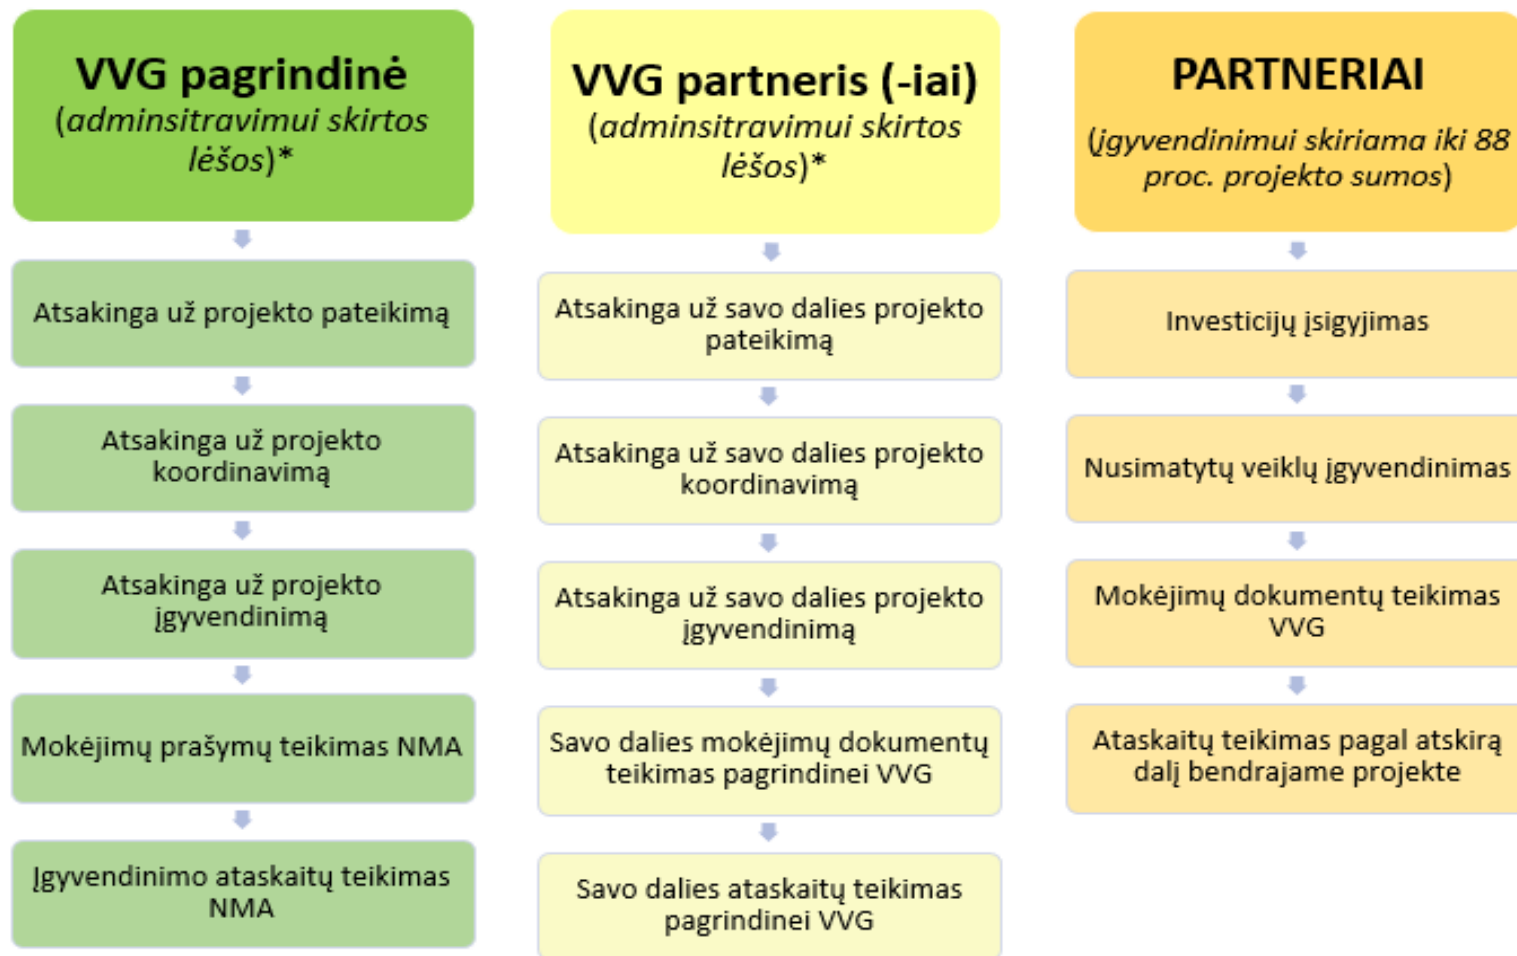 VVG pagrindinė
(adminsitravimui skirtos
lėšos)*
Atsakinga už projekto pateikimą
Atsakinga už projekto
koordinavimą
Atsakinga už projekto
įgyvendinimą
Mokėjimų prašymų teikimas NMA
Įgyvendinimo ataskaitų teikimas
NMA
VVG partneris (-iai)
(adminsitravimui skirtos
lėšos)*
Atsakinga už savo dalies projekto
pateikimą
Atsakinga už savo dalies projekto
koordinavimą
Atsakinga už savo dalies projekto
įgyvendinimą
Savo dalies mokėjimų dokumentų
teikimas pagrindinei VVG
Savo dalies ataskaitų teikimas
pagrindinei VVG
PARTNERIAI
(įgyvendinimui skiriama iki 88
proc. projekto sumos)
Investicijų įsigyjimas
Nusimatytų veiklų įgyvendinimas
Mokėjimų dokumentų teikimas
VVG
Ataskaitų teikimas pagal atskirą
dalį bendrajame projekte